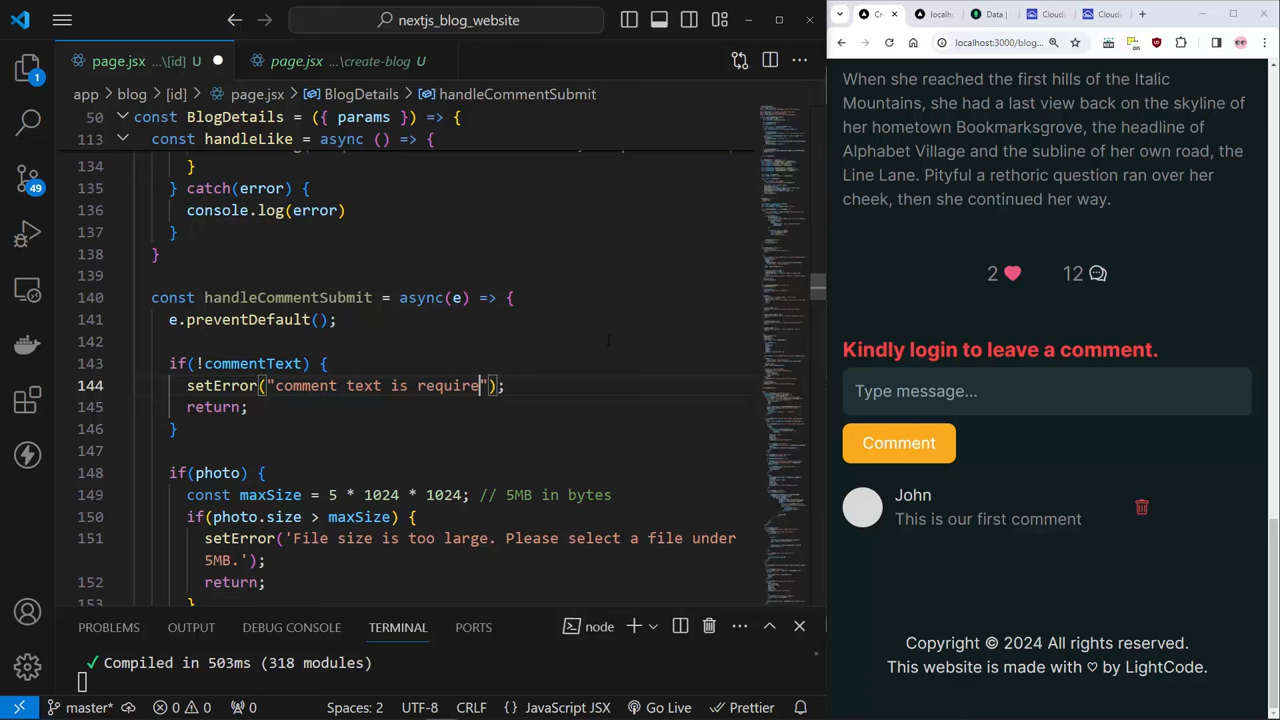 nextjs_blog_website
Cr
localh
Data |
Cloudi
Cloudi
page.jsx ...\[id]
page.jsx ...\create-blog U
localhost:3000/blog...
1
49
app > blog > [id] > page.jsx > BlogDetails > handleCommentSubmit
const BlogDetails = ({ params }) => {
const handleLike = async () => {
}
135 } catch(error) {
136 console.log(error
137 }
138 }
139
140 const handleCommentSubmit = async(e) => {
141 e.preventDefault();
143 if(!commentText)
144 setError("comment text is require");
return;
146 }
148 if(photo) {
149 const maxSize = 5 * 1024 * 1024; // 5MB in bytes
150 if(photo.size > maxSize) {
151 setError('File size is too large. Please select a file under
5MB.');
152 return;
}
PROBLEMS
OUTPUT
DEBUG CONSOLE
TERMINAL
PORTS
node
✓ Compiled in 503ms (318 modules)
master*
0
0
0
Spaces: 2
UTF-8
CRLF
{} JavaScript JSX
Go Live
Prettier
When she reached the first hills of the Italic
Mountains, she had a last view back on the skyline of
her hometown Bookmarksgrove, the headline of
Alphabet Village and the subline of her own road, the
Line Lane. Pityful a rethoric question ran over her
cheek, then she continued her way.
2
12
Kindly login to leave comment.
Type message...
Comment
John
This is our first comment
Copyright © 2024 All rights reserved.
This website is made with ♡ by LightCode.